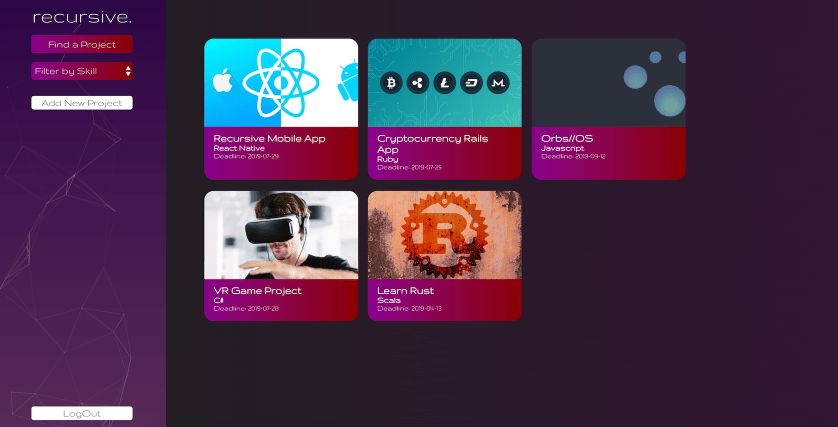 recursive.
Find a Project
Filter by Skill
Add New Project
LogOut
Recursive Mobile App
React Native
Deadline: 2019-07-29
Cryptocurrency Rails
App
Ruby
Deadline: 2019-07-25
Orbs//OS
Javascript
Deadline: 2019-09-12
VR Game Project
C#
Deadline: 2019-07-28
R
Learn Rust
Scala
Deadline: 2019-04-13